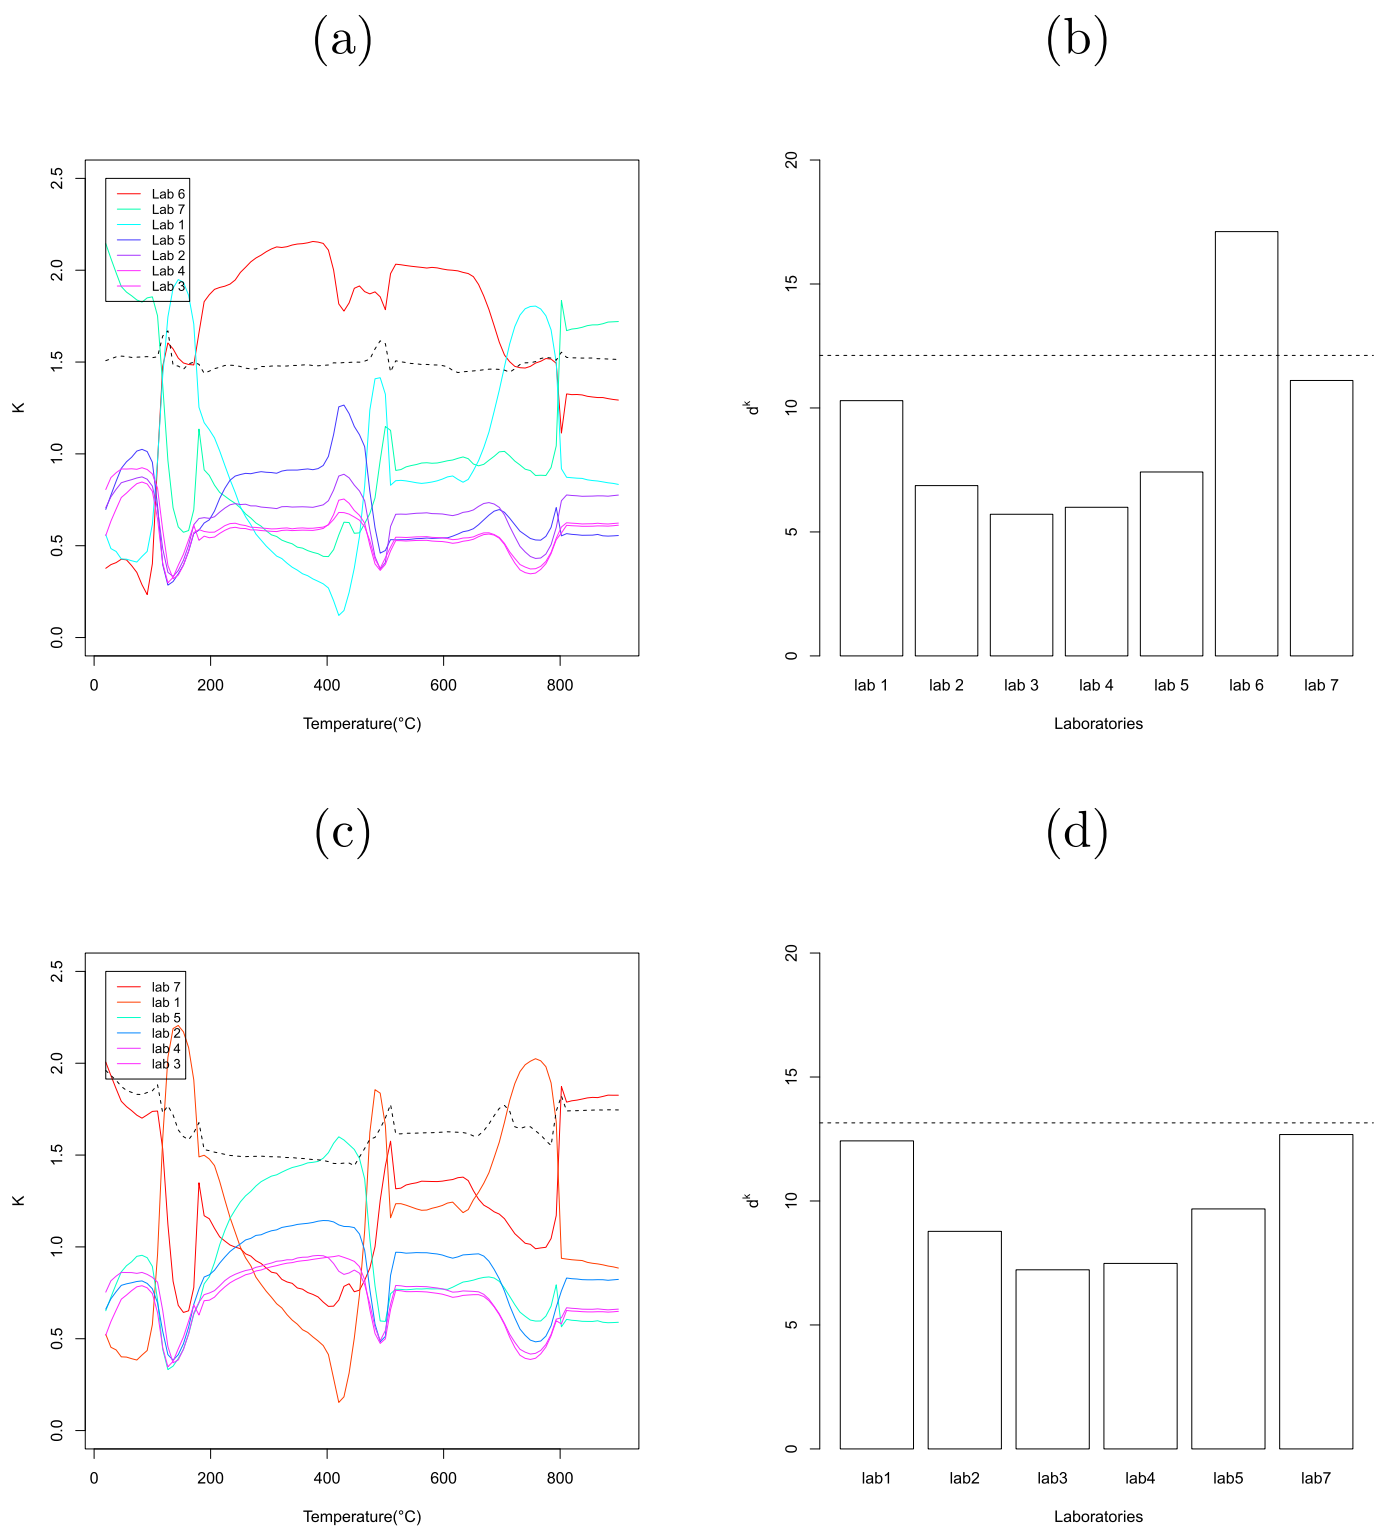 (a)
(b)
2.5
2.0
1.5
1.0
0.5
0.0
K
Lab 6
Lab 7
Lab 1
Lab 5
Lab 2
Lab 4
Lab 3
0 200 400 600 800
Temperature(°C)
20
15
10
5
0
dᵏ
lab 1 lab 2 lab 3 lab 4 lab 5 lab 6 lab 7
Laboratories
(c)
(d)
2.5
2.0
1.5
1.0
0.5
0.0
K
lab 7
lab 1
lab 5
lab 2
lab 4
lab 3
0 200 400 600 800
Temperature(°C)
20
15
10
5
0
dᵏ
lab1 lab2 lab3 lab4 lab5 lab7
Laboratories